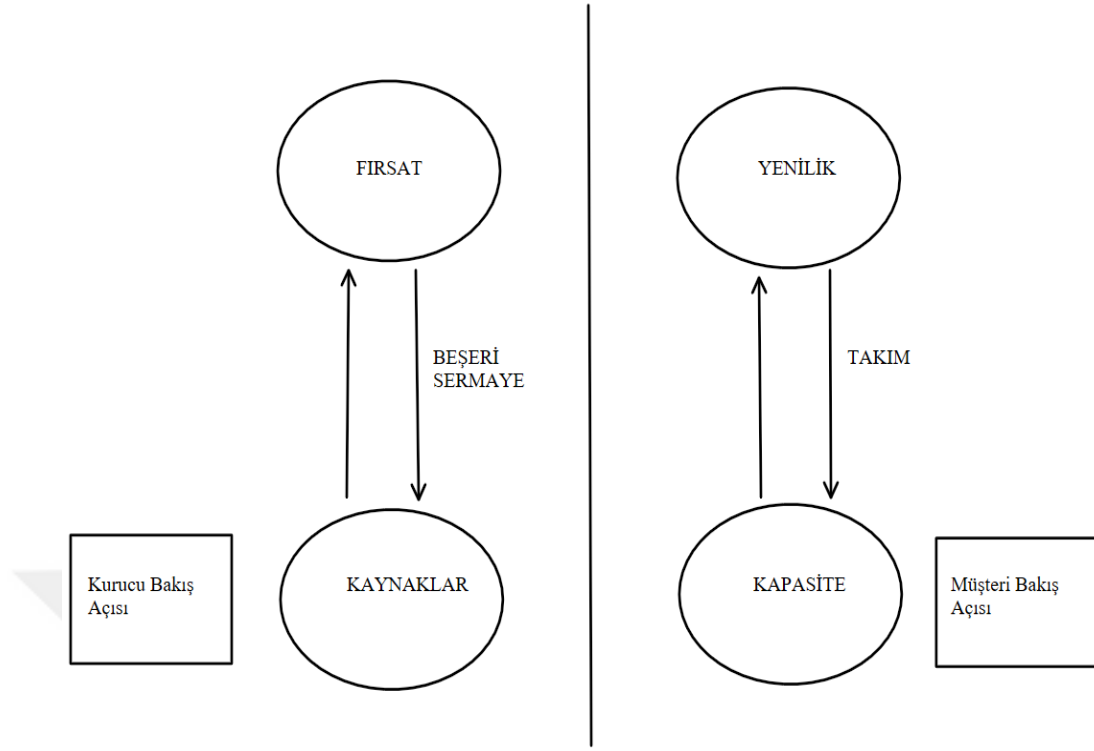 FIRSAT
YENİLİK
BEŞERİ
SERMAYE
TAKIM
Kurucu Bakış
Açısı
KAYNAKLAR
KAPASİTE
Müşteri Bakış
Açısı